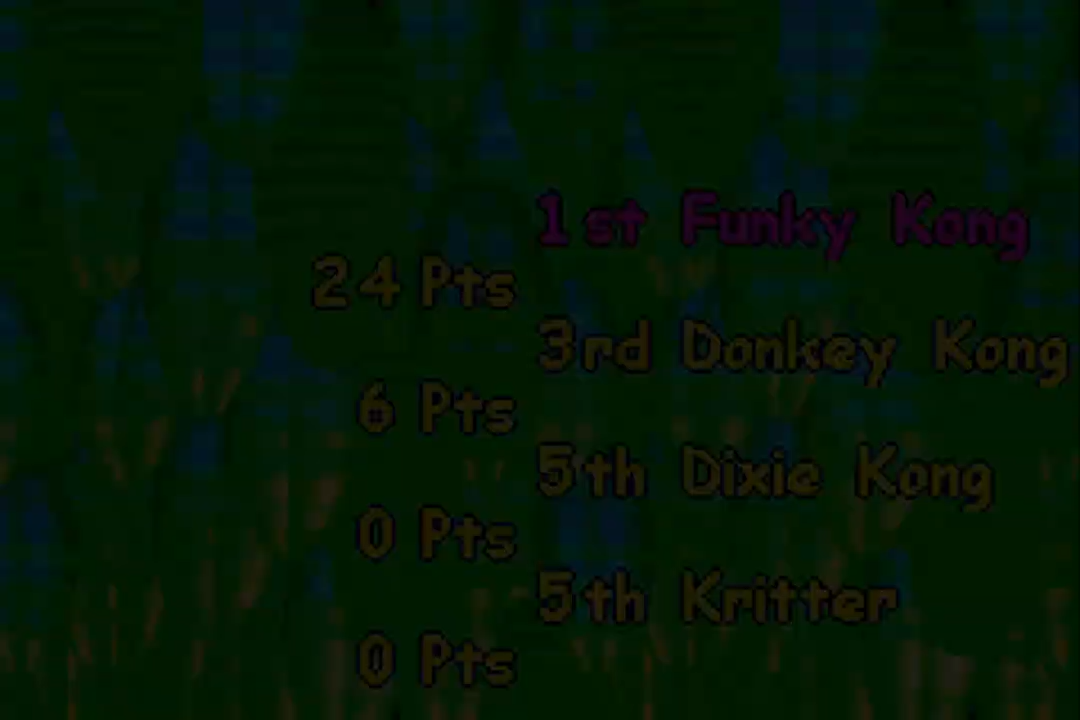 1st Funky Kong
24 Pts
3rd Donkey Kong
6 Pts
5th Dixie Kong
0 Pts
5th Kritter
0 Pts